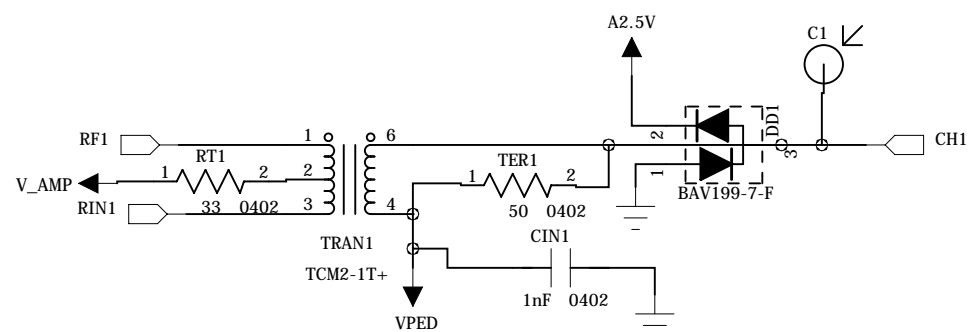 A2.5V
C1
DD1
RF1
1
6
2
3
CH1
RT1
TER1
V_AMP
1
2
2
1
2
1
BAV199-7-F
RIN1
33 0402
3
4
50 0402
TRAN1
CIN1
TCM2-1T+
1nF 0402
VPED